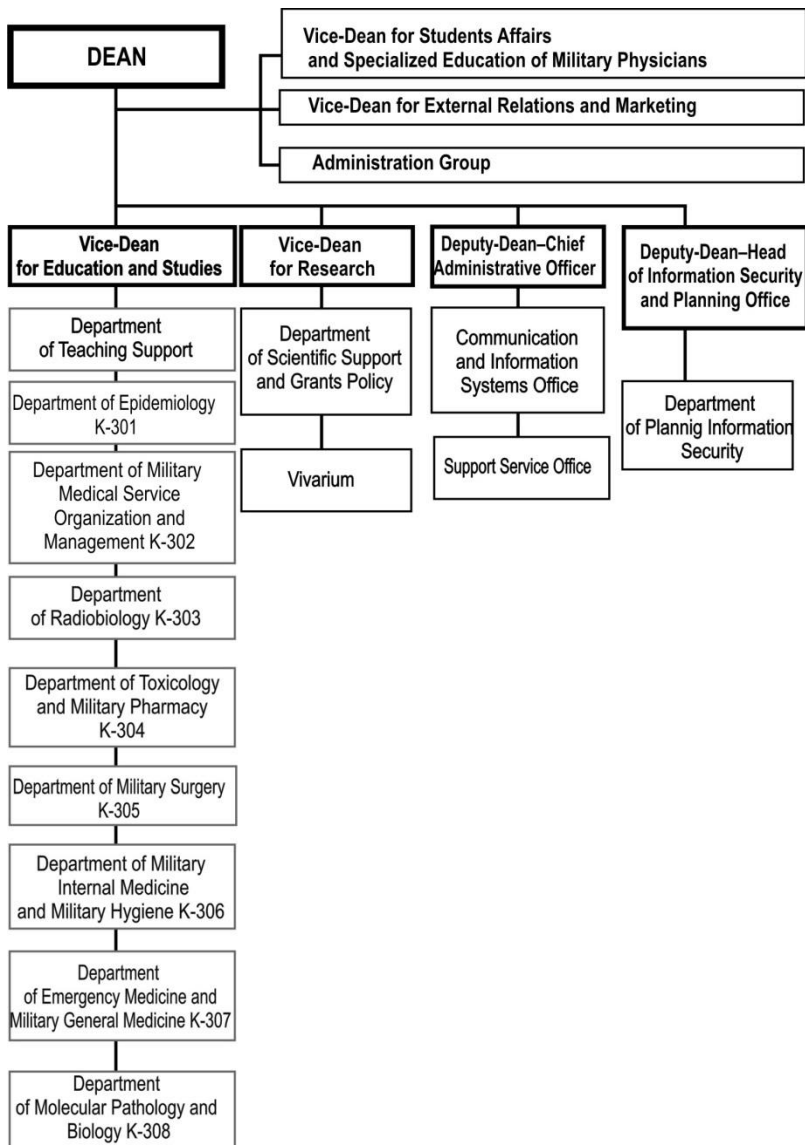 DEAN
Vice-Dean for Students Affairs
and Specialized Education of Military Physicians
Vice-Dean for External Relations and Marketing
Administration Group
Vice-Dean
for Education and Studies
Vice-Dean
for Research
Deputy-Dean–Chief
Administrative Officer
Deputy-Dean–Head
of Information Security
and Planning Office
Department
of Teaching Support
Department of Epidemiology
K-301
Department of Military
Medical Service
Organization and
Management K-302
Department
of Radiobiology K-303
Department of Toxicology
and Military Pharmacy
K-304
Department of Military Surgery
K-305
Department of Military
Internal Medicine
and Military Hygiene K-306
Department
of Emergency Medicine and
Military General Medicine K-307
Department
of Molecular Pathology and
Biology K-308
Department
of Scientific Support
and Grants Policy
Vivarium
Communication
and Information
Systems Office
Support Service Office
Department
of Plannig Information
Security